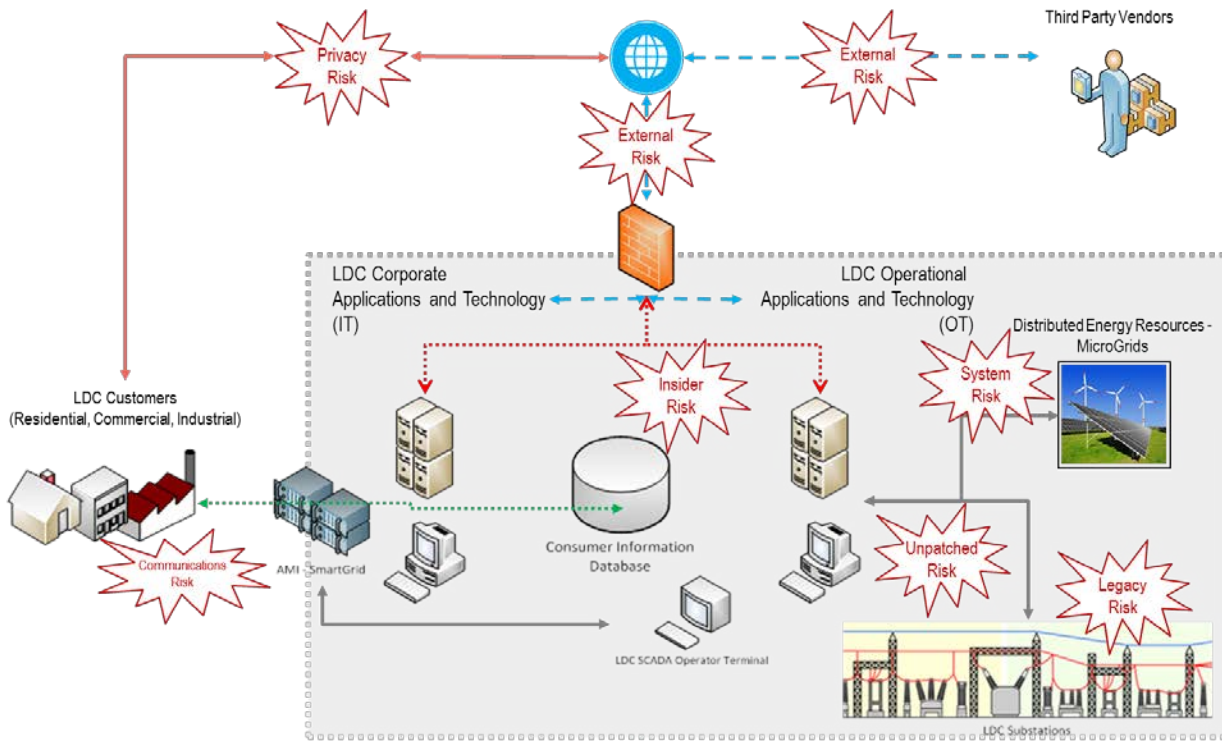 Third Party Vendors
Privacy
Risk
External
Risk
External
Risk
LDC Corporate
Applications and Technology
(IT)
LDC Operational
Applications and Technology
(OT)
Distributed Energy Resources -
MicroGrids
System
Risk
Insider
Risk
LDC Customers
(Residential, Commercial, Industrial)
Consumer Information
Database
Unpatched
Risk
Communications
Risk
AMI - SmartGrid
Legacy
Risk
LDC SCADA Operator Terminal
LDC Substations